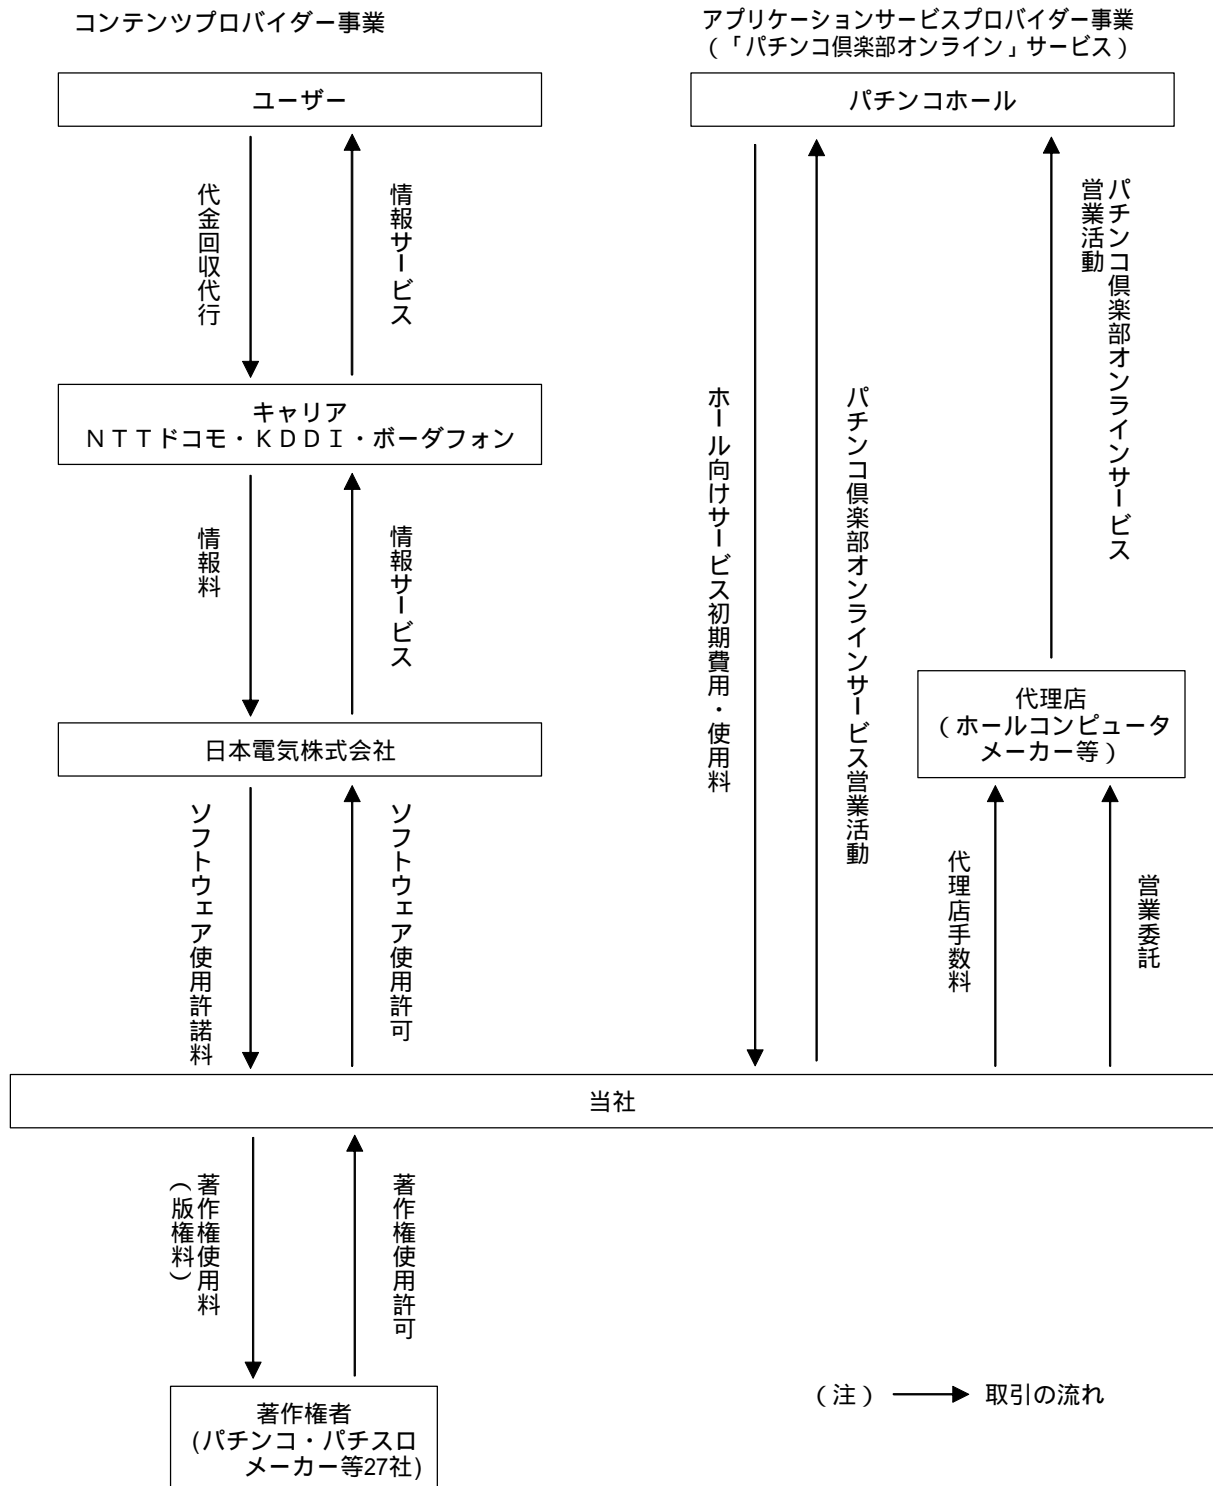 コンテンツプロバイダー事業
アプリケーションサービスプロバイダー事業
（「パチンコ倶楽部オンライン」サービス）
ユーザー
パチンコホール
代金回収代行
情報サービス
パチンコ倶楽部オンラインサービス
営業活動
キャリア
ＮＴＴドコモ・ＫＤＤＩ・ボーダフォン
ホール向けサービス初期費用・使用料
パチンコ倶楽部オンラインサービス営業活動
情報料
情報サービス
代理店
（ホールコンピュータ
メーカー等）
日本電気株式会社
ソフトウェア使用許諾料
ソフトウェア使用許可
代理店手数料
営業委託
当社
著作権使用料
（版権料）
著作権使用許可
著作権者
(パチンコ・パチスロ
メーカー等27社)
（注）→取引の流れ